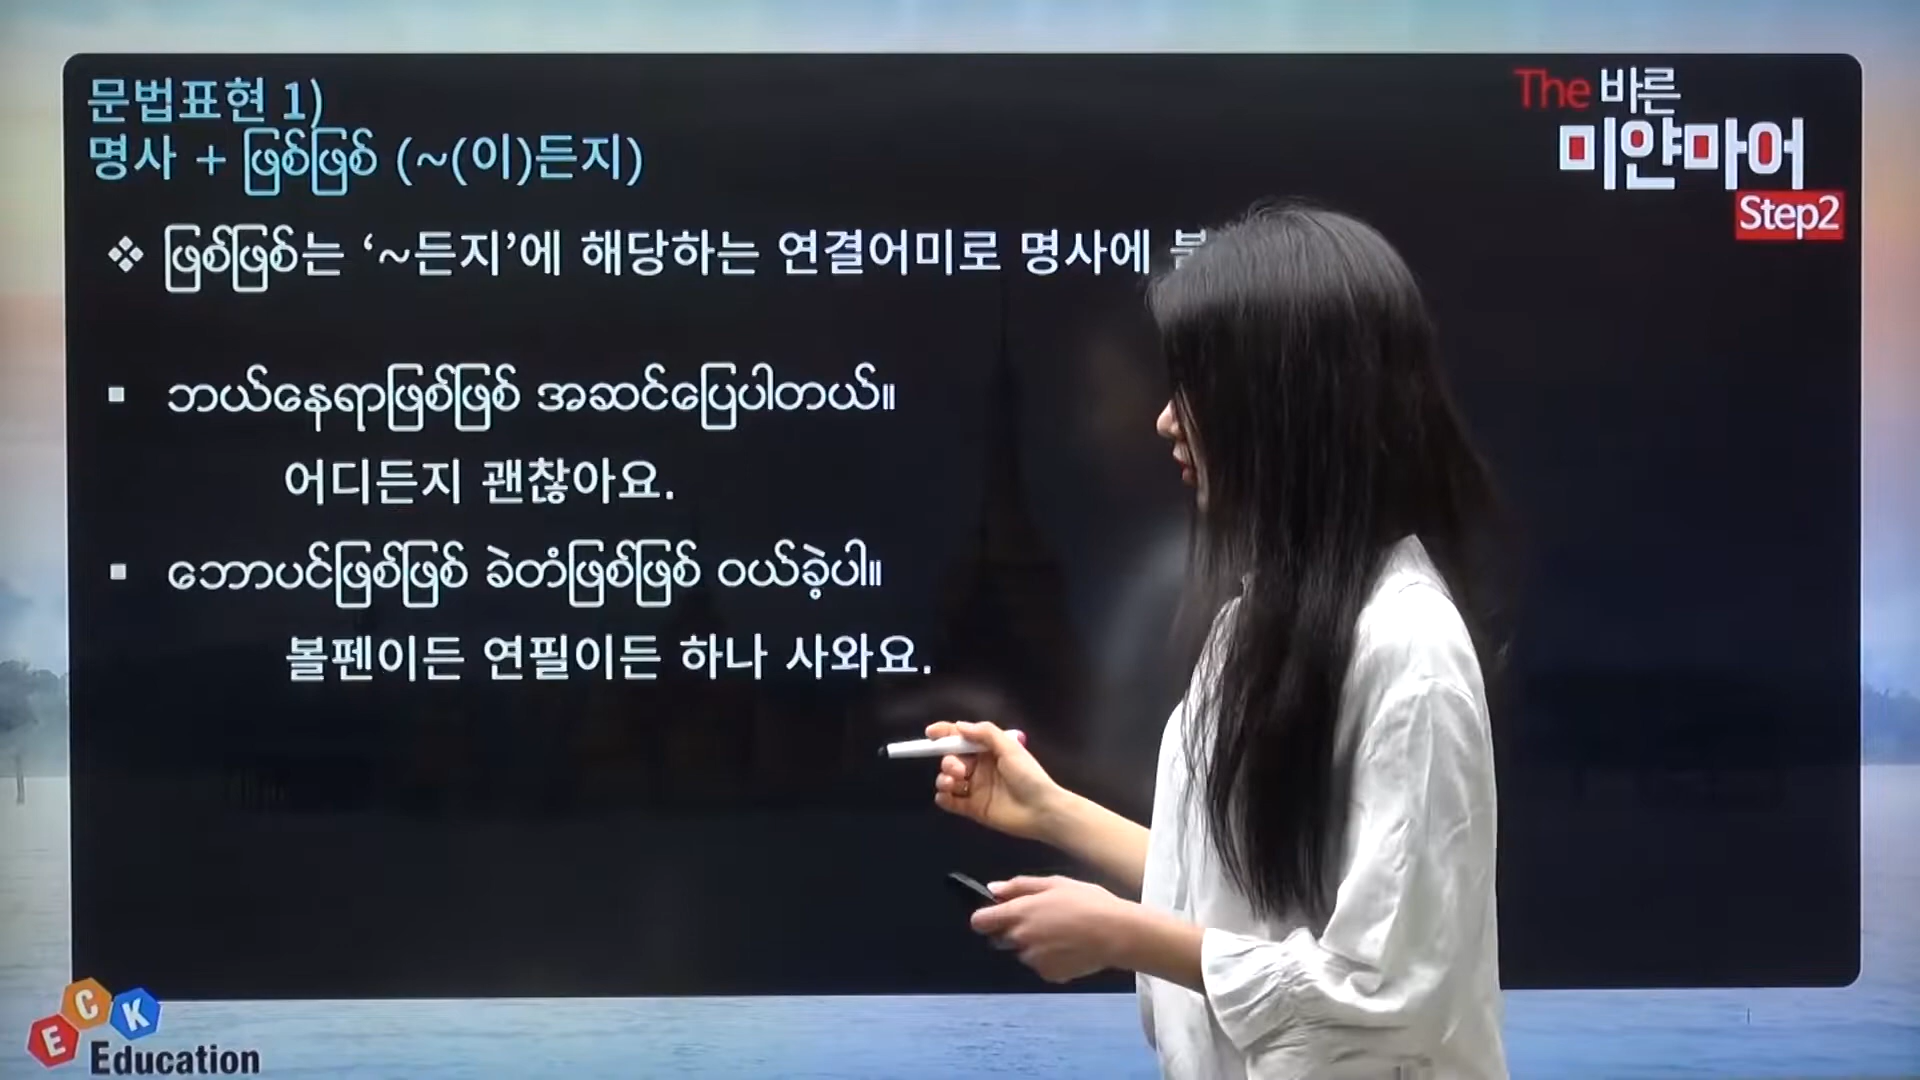 문법표현 1)
명사 + ဖြစ်ဖြစ် (~(이)든지)
❖ ဖြစ်ဖြစ်는 ‘~든지’에 해당하는 연결어미로 명사에
▪ ဘယ်နေရာဖြစ်ဖြစ် အဆင်ပြေပါတယ်။
어디든지 괜찮아요.
▪ ဘောပင်ဖြစ်ဖြစ် ခဲတံဖြစ်ဖြစ် ဝယ်ခဲ့ပါ။
볼펜이든 연필이든 하나 사와요.
The 바른
미얀마어
Step2
ECK
Education